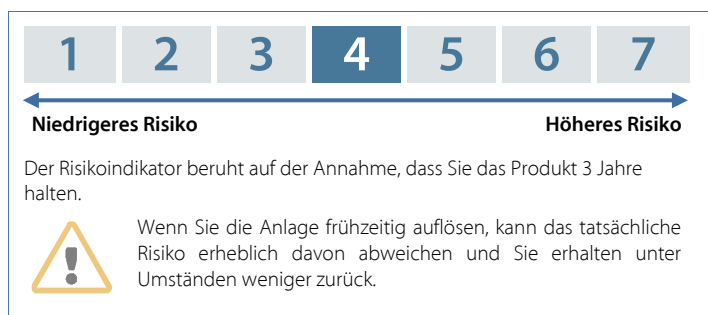 1 2 3 4 5 6 7
Niedrigeres Risiko Höheres Risiko
Der Risikoindikator beruht auf der Annahme, dass Sie das Produkt 3 Jahre
halten.
Wenn Sie die Anlage frühzeitig auflösen, kann das tatsächliche
Risiko erheblich davon abweichen und Sie erhalten unter
Umständen weniger zurück.